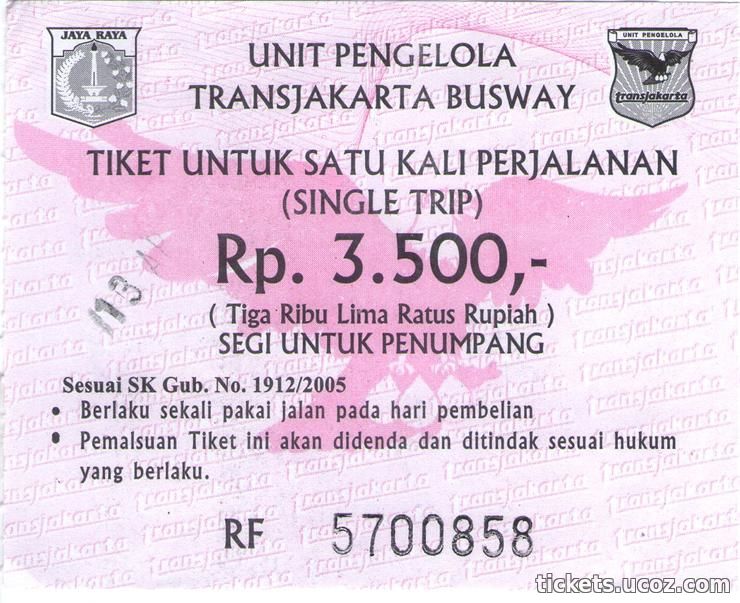 JAYA RAYA
UNIT PENGELOLA
TRANSJAKARTA BUSWAY
UNIT PENGELOLA
transjakarta
TIKET UNTUK SATU KALI PERJALANAN
(SINGLE TRIP)
Rp. 3.500,-
( Tiga Ribu Lima Ratus Rupiah )
SEGI UNTUK PENUMPANG
Sesuai SK Gub. No. 1912/2005
• Berlaku sekali pakai jalan pada hari pembelian
• Pemalsuan Tiket ini akan didenda dan ditindak sesuai hukum
yang berlaku.
RF 5700858
tickets.ucoz.com